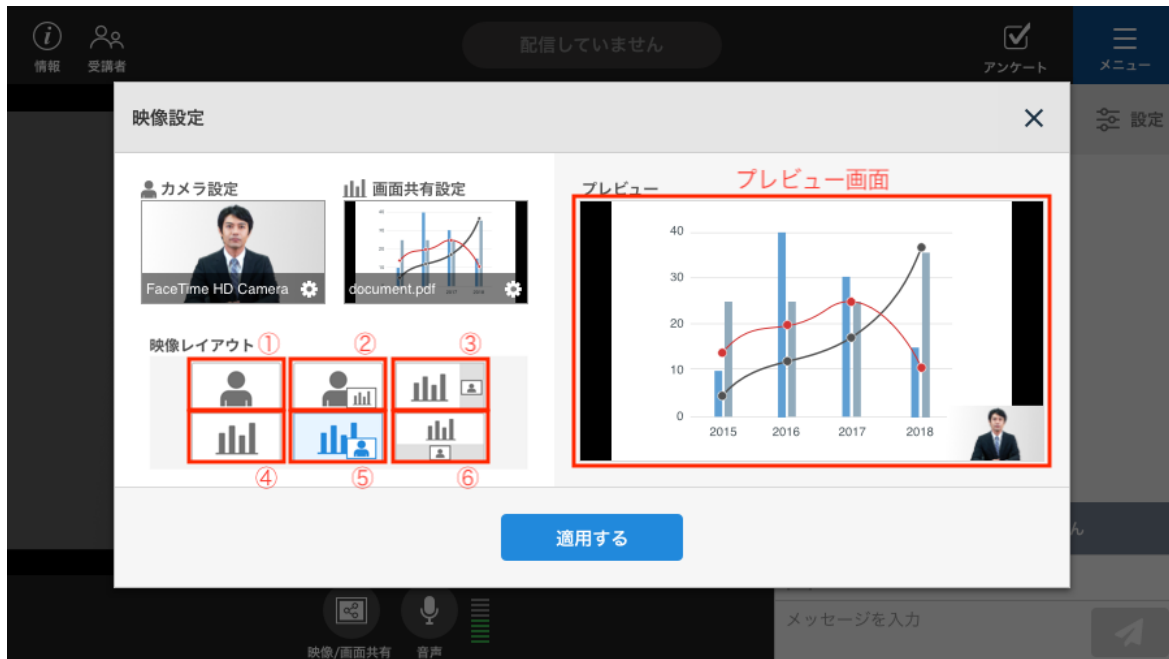 配信していません
情報
受講者
アンケート
メニュー
映像設定
設定
カメラ設定
画面共有設定
プレビュー
プレビュー画面
FaceTime HD Camera
document.pdf
40
30
20
10
0
2015 2016 2017 2018
映像レイアウト
① ② ③
④ ⑤ ⑥
適用する
ん
メッセージを入力
映像/画面共有
音声